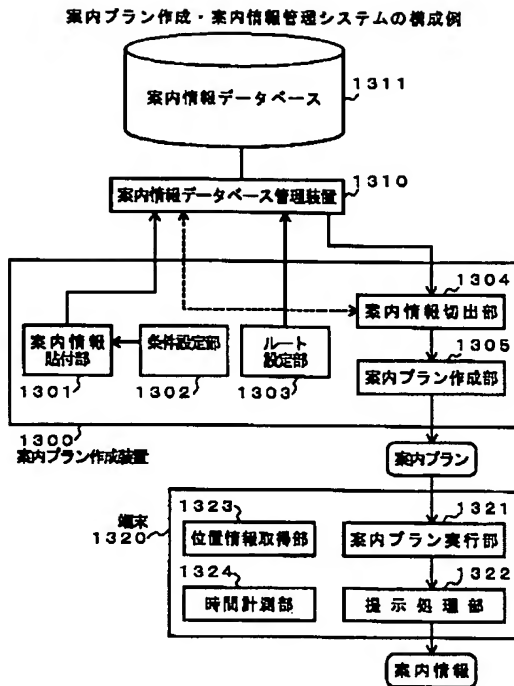 案内プラン作成・案内情報管理システムの構成例
案内情報データベース
1311
1310
案内情報データベース管理装置
1304
案内情報切出部
1305
案内情報
貼付部
条件設定部
ルート
設定部
案内プラン作成部
1301
1302
1303
1300
案内プラン作成装置
案内プラン
端末
1320
1323
位置情報取得部
1321
案内プラン実行部
1324
時間計測部
1322
提示処理部
案内情報